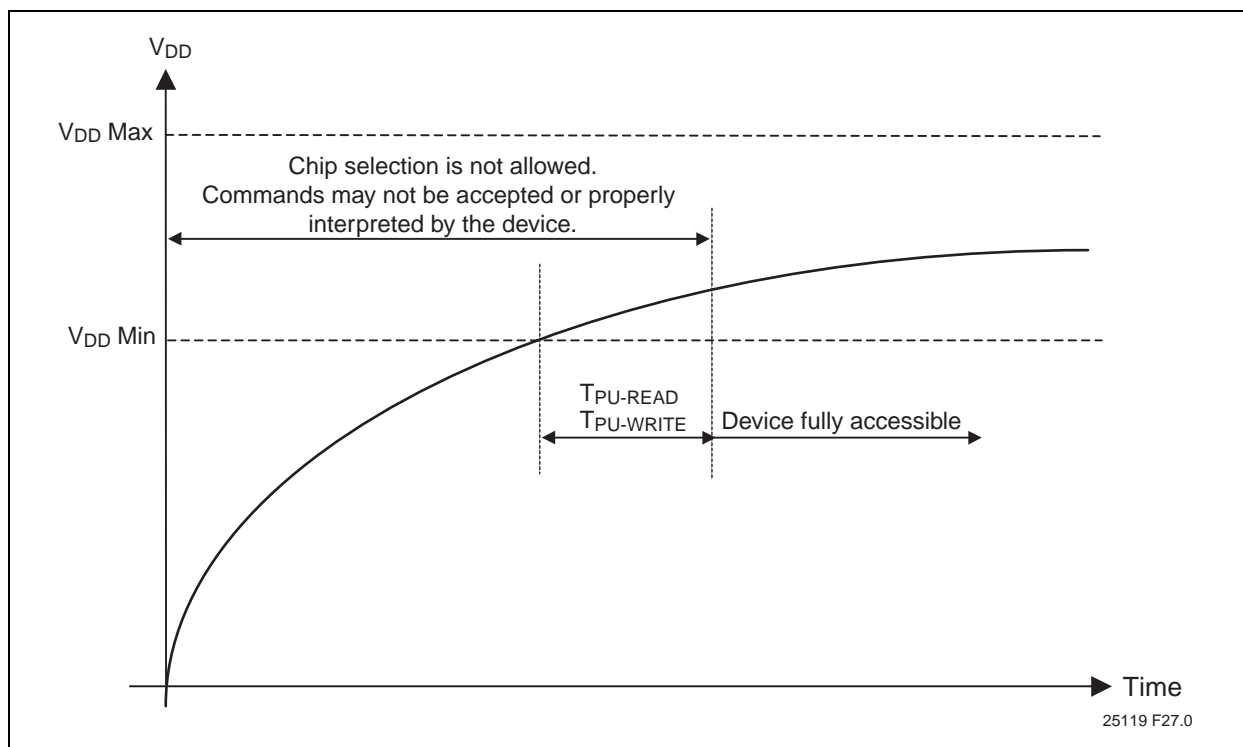 VDD
VDD Max
Chip selection is not allowed.
Commands may not be accepted or properly
interpreted by the device.
VDD Min
TPU-READ
TPU-WRITE
Device fully accessible
Time
25119 F27.0